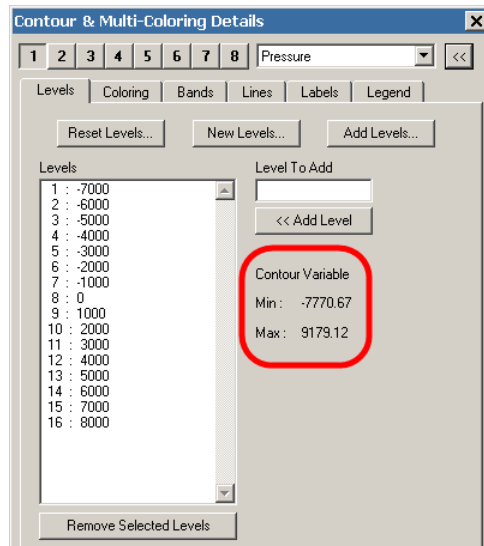 Contour & Multi-Coloring Details
1 2 3 4 5 6 7 8 Pressure <<
Levels Coloring Bands Lines Labels Legend
Reset Levels... New Levels... Add Levels...
Levels
Level To Add
1 : -7000
2 : -6000
3 : -5000
4 : -4000
5 : -3000
6 : -2000
7 : -1000
8 : 0
9 : 1000
10 : 2000
11 : 3000
12 : 4000
13 : 5000
14 : 6000
15 : 7000
16 : 8000
<< Add Level
Contour Variable
Min : -7770.67
Max : 9179.12
Remove Selected Levels